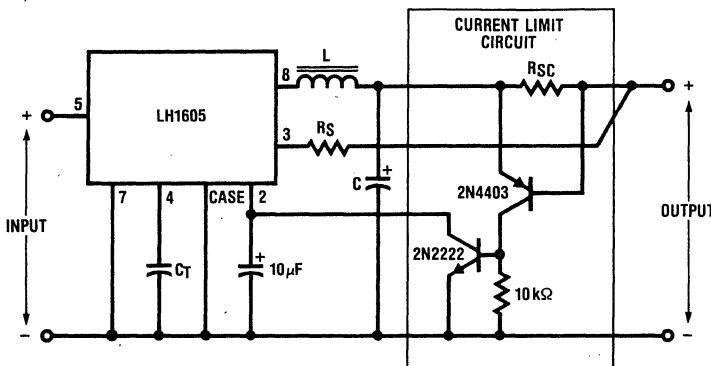 CURRENT LIMIT
CIRCUIT
L
8
RSC
+
+
5
LH1605
3
RS
C
+
2N4403
7
4
CASE
2
INPUT
OUTPUT
2N2222
CT
+
10μF
10kΩ
−
−